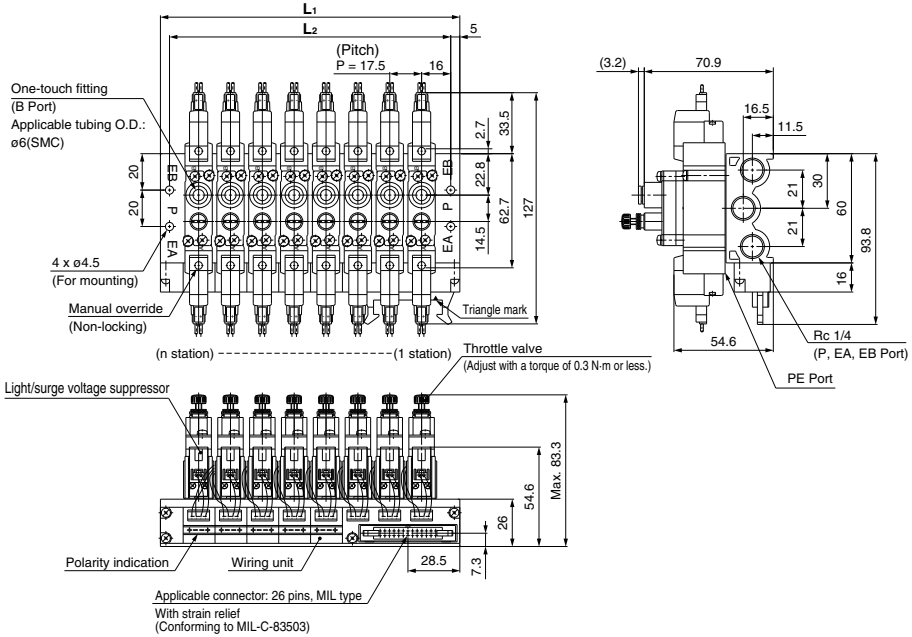 L1
L2
5
(Pitch)
P = 17.5
16
One-touch fitting
(B Port)
Applicable tubing O.D.:
ø6(SMC)
20
20
EB
P
EA
EB
P
EA
2.7
33.5
22.8
14.5
62.7
127
4 x ø4.5
(For mounting)
Manual override
(Non-locking)
Triangle mark
(n station)
(1 station)
(3.2)
70.9
16.5
11.5
21
21
30
60
16
93.8
54.6
Rc 1/4
(P, EA, EB Port)
PE Port
Throttle valve
(Adjust with a torque of 0.3 N·m or less.)
Light/surge voltage suppressor
Max. 83.3
54.6
26
7.3
28.5
Polarity indication
Wiring unit
Applicable connector: 26 pins, MIL type
With strain relief
(Conforming to MIL-C-83503)